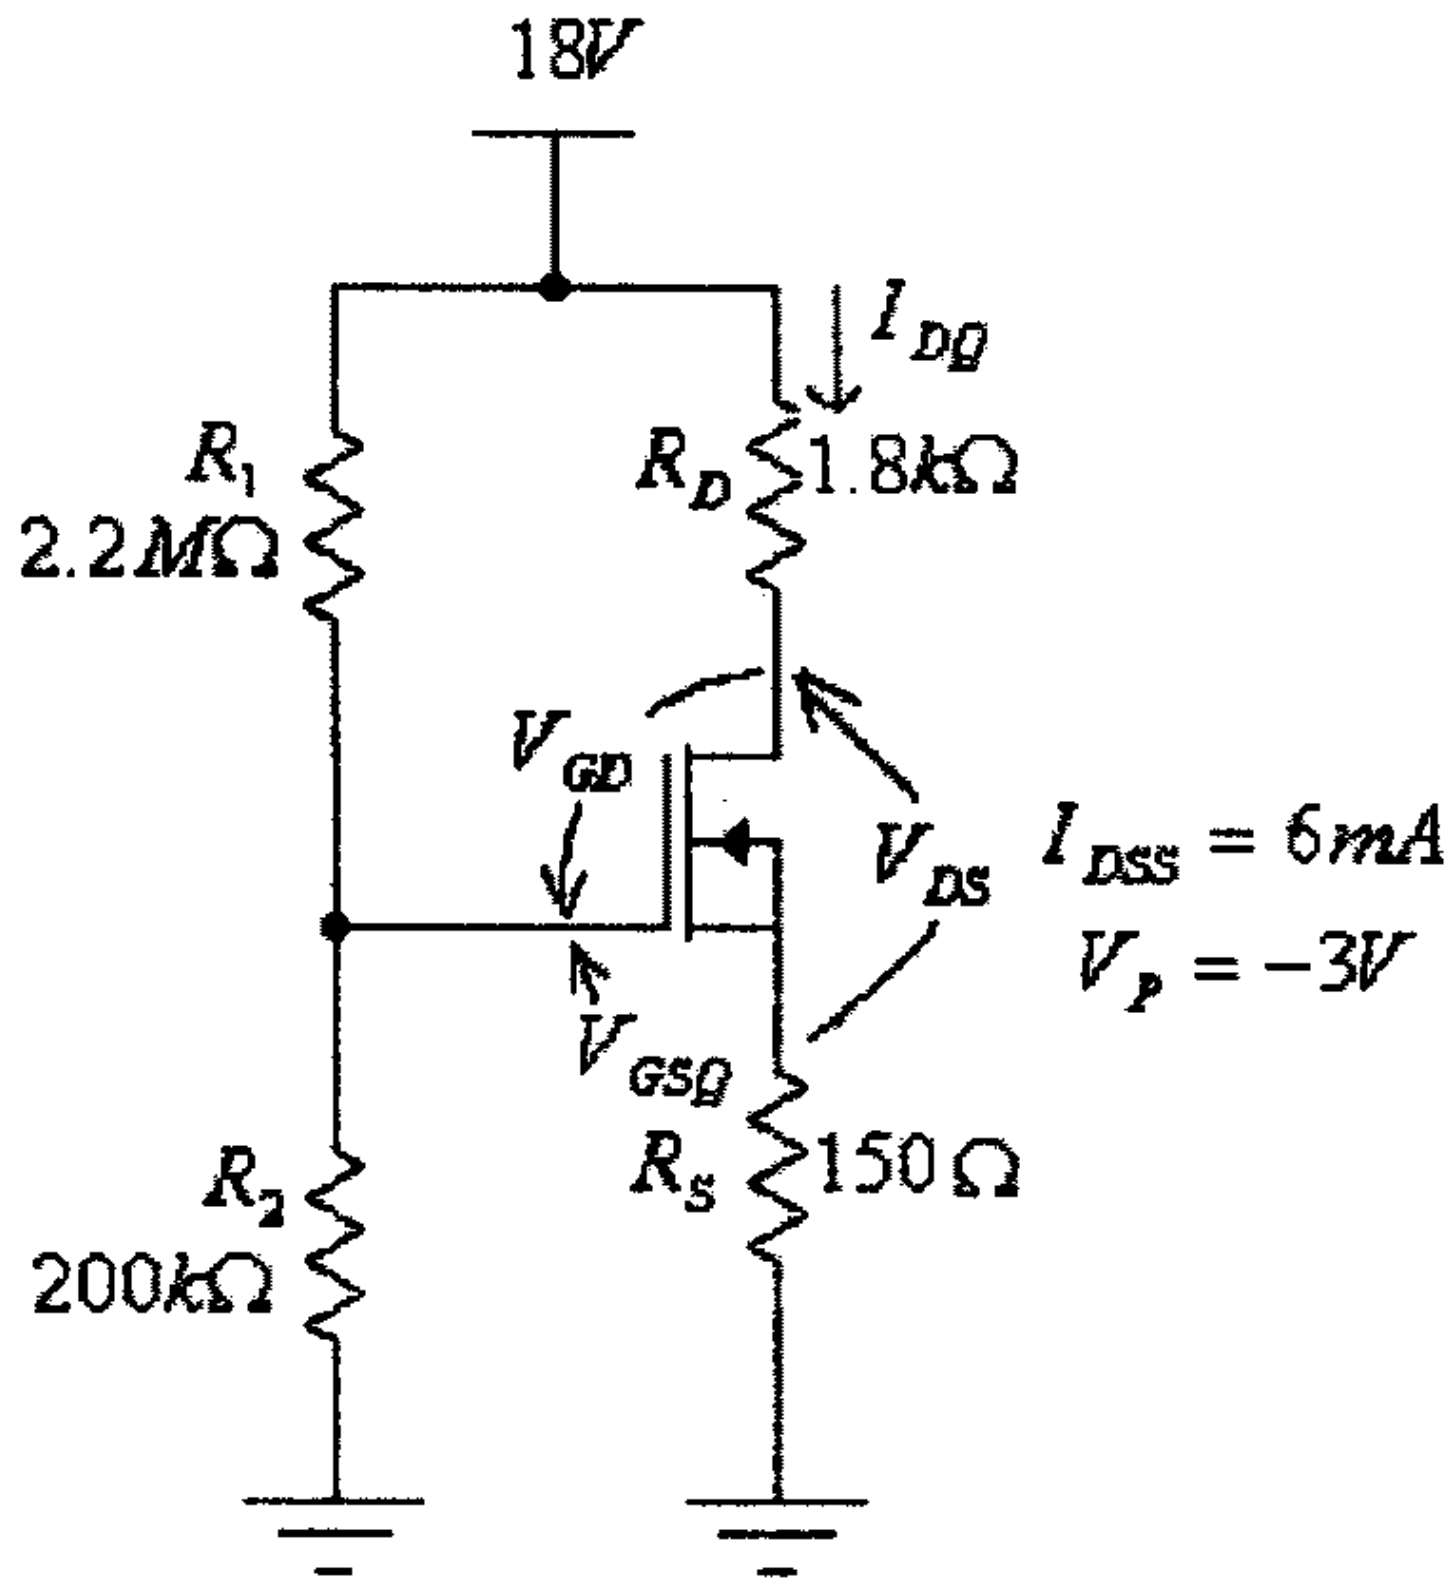 18V
I_DQ
R_1
2.2MΩ
R_D
1.8kΩ
V_GD
V_DS
I_DSS = 6mA
V_P = -3V
V_GSQ
R_2
200kΩ
R_S
150Ω